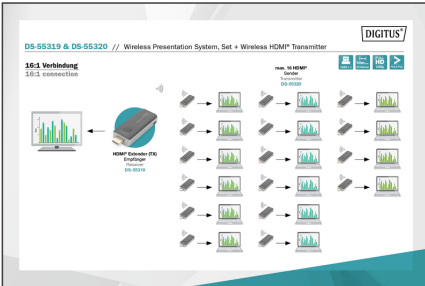 DIGITUS®
DS-55319 & DS-55320 // Wireless Presentation System, Set + Wireless HDMI® Transmitter
16:1 Verbindung
16:1 connection
max. 16 HDMI®
Sender
Transmitter
DS-55320
HDMI® Extender (TX)
Empfänger
Receiver
DS-55319